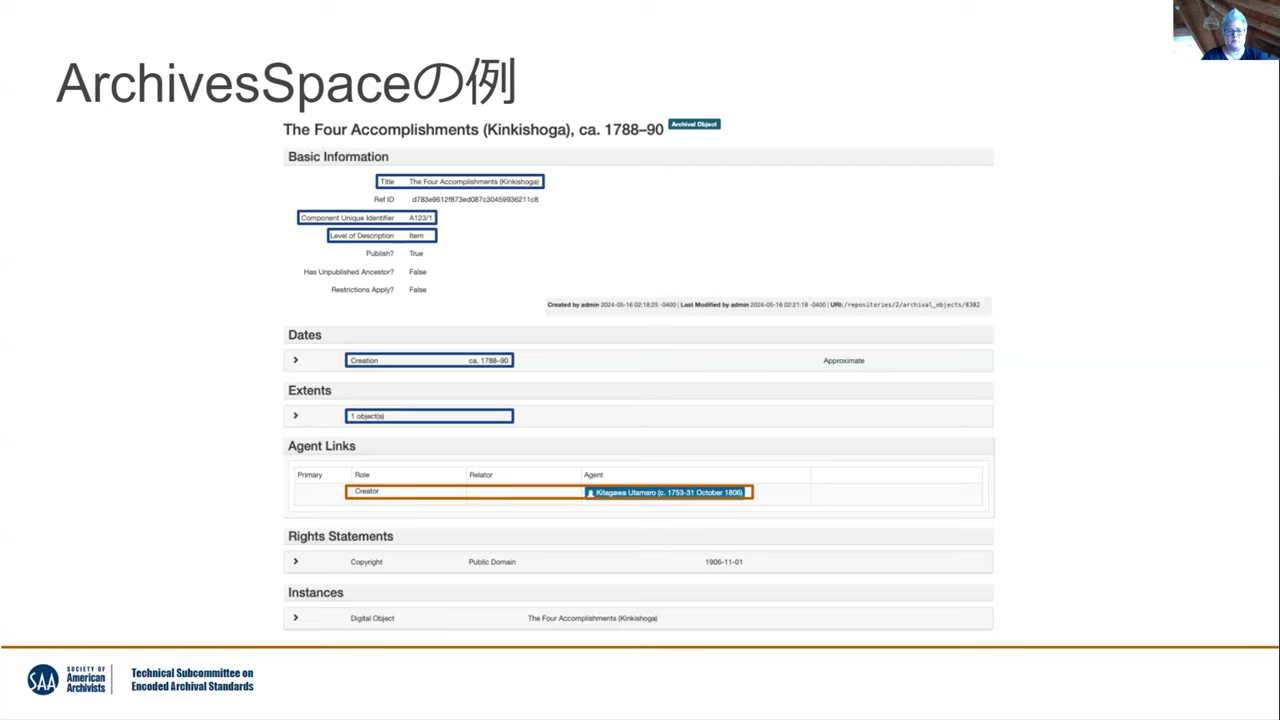 ArchivesSpaceの例
The Four Accomplishments (Kinkishoga), ca. 1788–90 Archival Object
Basic Information
Title The Four Accomplishments (Kinkishoga)
Ref ID d783e9612f873ed087c30459936211c8
Component Unique Identifier A123/1
Level of Description Item
Publish? True
Has Unpublished Ancestor? False
Restrictions Apply? False
Created by admin 2024-05-16 02:18:25 -0400 | Last Modified by admin 2024-05-16 02:21:16 -0400 | URI: /repositories/2/archival_objects/8302
Dates
Creation ca. 1788–90 Approximate
Extents
1 object(s)
Agent Links
Primary Role Relator Agent
Creator Kitagawa Utamaro (c. 1753-31 October 1806)
Rights Statements
Copyright Public Domain 1906-11-01
Instances
Digital Object The Four Accomplishments (Kinkishoga)
SAA
SOCIETY OF
American
Archivists
Technical Subcommittee on
Encoded Archival Standards